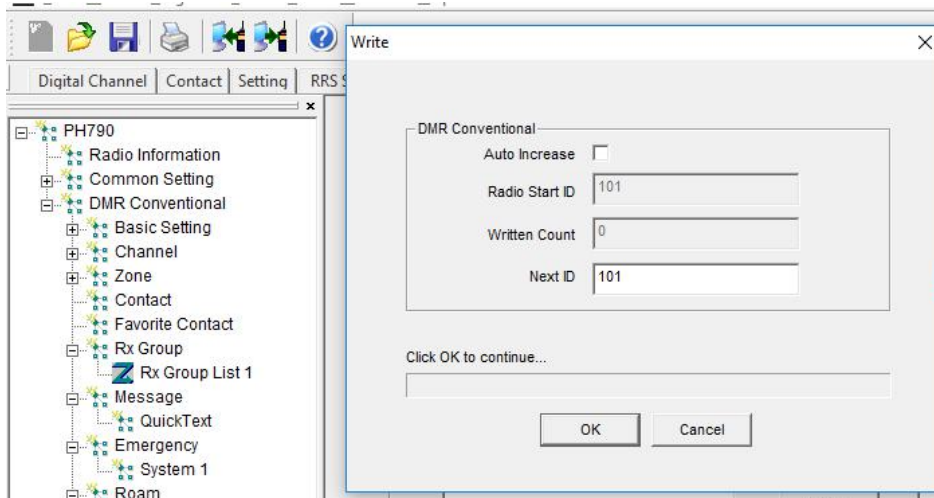 Digital Channel
Contact
Setting
RRS S
PH790
Radio Information
Common Setting
DMR Conventional
Basic Setting
Channel
Zone
Contact
Favorite Contact
Rx Group
Rx Group List 1
Message
QuickText
Emergency
System 1
Roam
Write
DMR Conventional
Auto Increase
Radio Start ID 101
Written Count 0
Next ID 101
Click OK to continue...
OK
Cancel